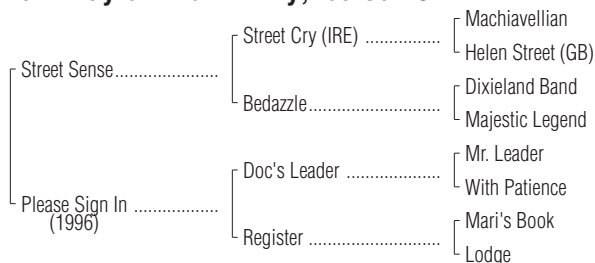 Street Cry (IRE) ................
Machiavellian
Helen Street (GB)
Street Sense......................
Bedazzle............................
Dixieland Band
Majestic Legend
Doc's Leader ....................
Mr. Leader
With Patience
Please Sign In ..................
(1996)
Register ............................
Mari's Book
Lodge